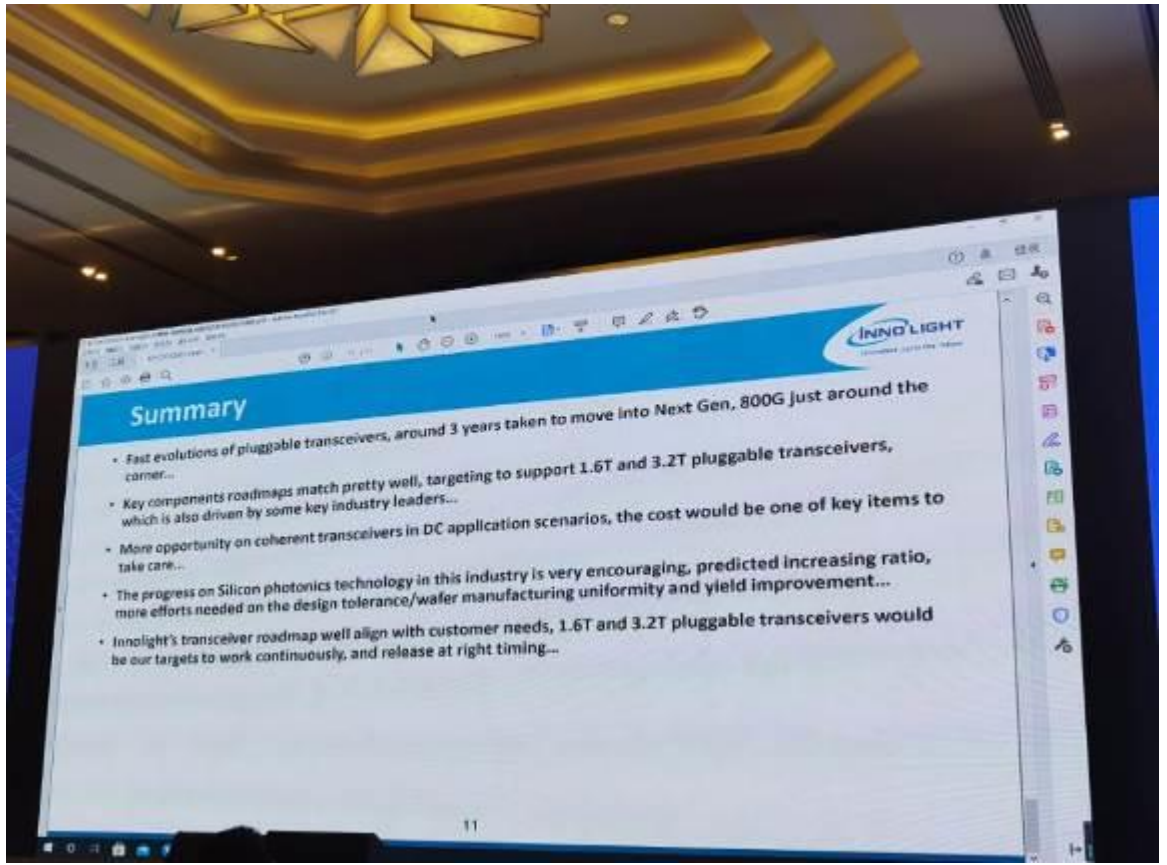 INNOLIGHT
Summary
• Fast evolutions of pluggable transceivers, around 3 years taken to move into Next Gen, 800G just around the
corner...
• Key components roadmaps match pretty well, targeting to support 1.6T and 3.2T pluggable transceivers,
which is also driven by some key industry leaders...
• More opportunity on coherent transceivers in DC application scenarios, the cost would be one of key items to
take care...
• The progress on Silicon photonics technology in this industry is very encouraging, predicted increasing ratio,
more efforts needed on the design tolerance/wafer manufacturing uniformity and yield improvement...
• Innolight's transceiver roadmap well align with customer needs, 1.6T and 3.2T pluggable transceivers would
be our targets to work continuously, and release at right timing...
11